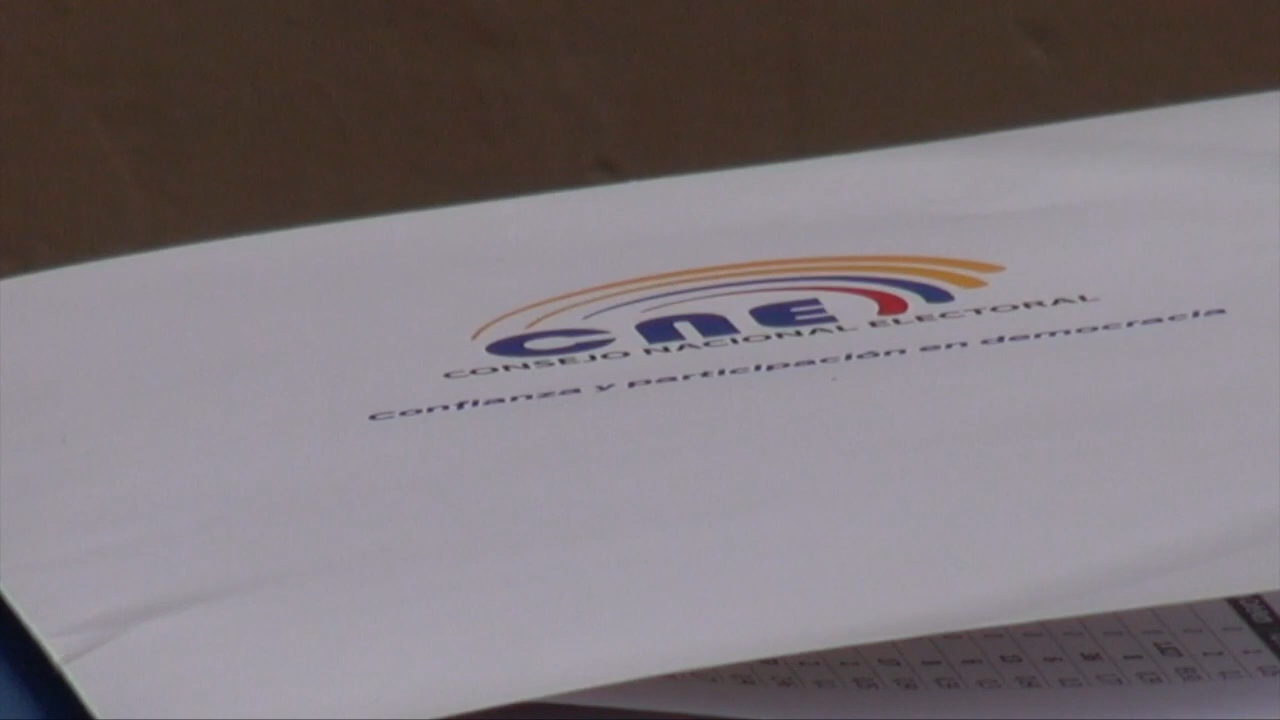 cne
CONSEJO NACIONAL ELECTORAL
Confianza y participación en democracia